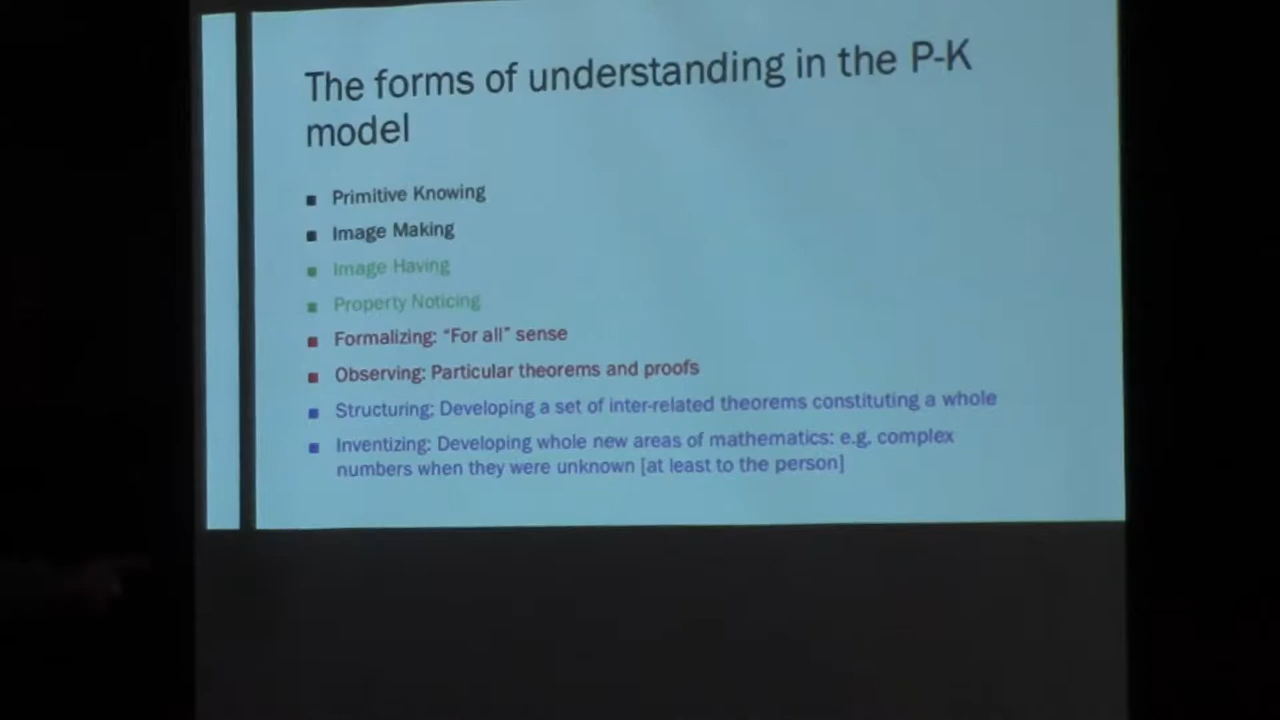 The forms of understanding in the P-K
model
▪ Primitive Knowing
▪ Image Making
▪ Image Having
▪ Property Noticing
▪ Formalizing: “For all” sense
▪ Observing: Particular theorems and proofs
▪ Structuring: Developing a set of inter-related theorems constituting a whole
▪ Inventizing: Developing whole new areas of mathematics: e.g. complex
numbers when they were unknown [at least to the person]